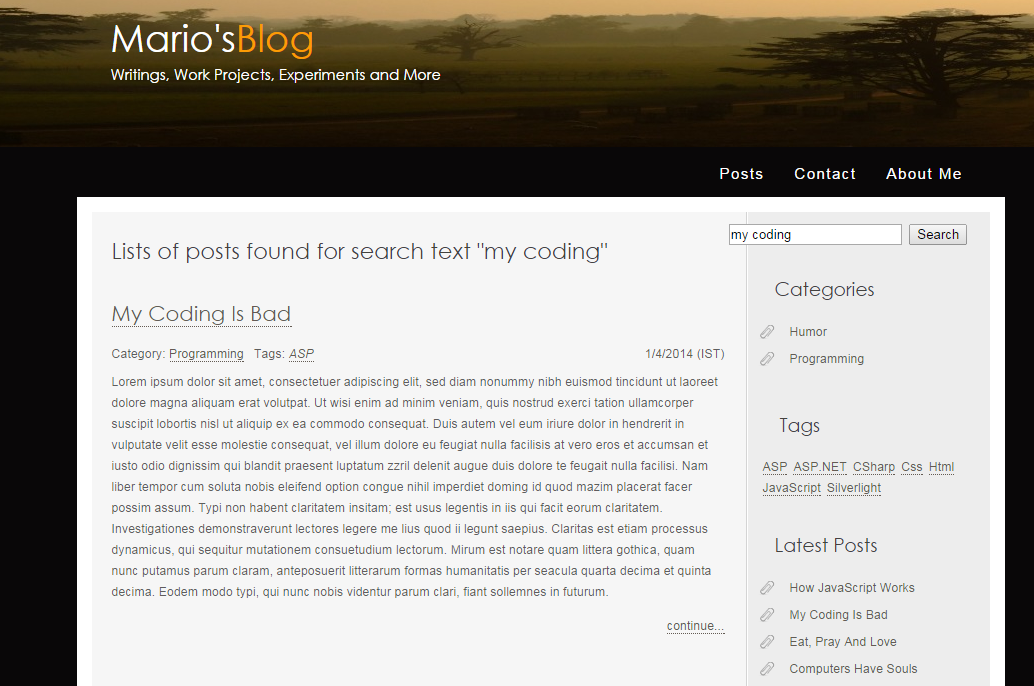 Mario'sBlog
Writings, Work Projects, Experiments and More
Posts Contact About Me
my coding Search
Lists of posts found for search text "my coding"
My Coding Is Bad
Category: Programming Tags: ASP 1/4/2014 (IST)
Lorem ipsum dolor sit amet, consectetuer adipiscing elit, sed diam nonummy nibh euismod tincidunt ut laoreet
dolore magna aliquam erat volutpat. Ut wisi enim ad minim veniam, quis nostrud exerci tation ullamcorper
suscipit lobortis nisl ut aliquip ex ea commodo consequat. Duis autem vel eum iriure dolor in hendrerit in
vulputate velit esse molestie consequat, vel illum dolore eu feugiat nulla facilisis at vero eros et accumsan et
iusto odio dignissim qui blandit praesent luptatum zzril delenit augue duis dolore te feugait nulla facilisi. Nam
liber tempor cum soluta nobis eleifend option congue nihil imperdiet doming id quod mazim placerat facer
possim assum. Typi non habent claritatem insitam; est usus legentis in iis qui facit eorum claritatem.
Investigationes demonstraverunt lectores legere me lius quod ii legunt saepius. Claritas est etiam processus
dynamicus, qui sequitur mutationem consuetudium lectorum. Mirum est notare quam littera gothica, quam
nunc putamus parum claram, anteposuerit litterarum formas humanitatis per seacula quarta decima et quinta
decima. Eodem modo typi, qui nunc nobis videntur parum clari, fiant sollemnes in futurum.
continue...
Categories
Humor
Programming
Tags
ASP ASP.NET CSharp Css Html
JavaScript Silverlight
Latest Posts
How JavaScript Works
My Coding Is Bad
Eat, Pray And Love
Computers Have Souls